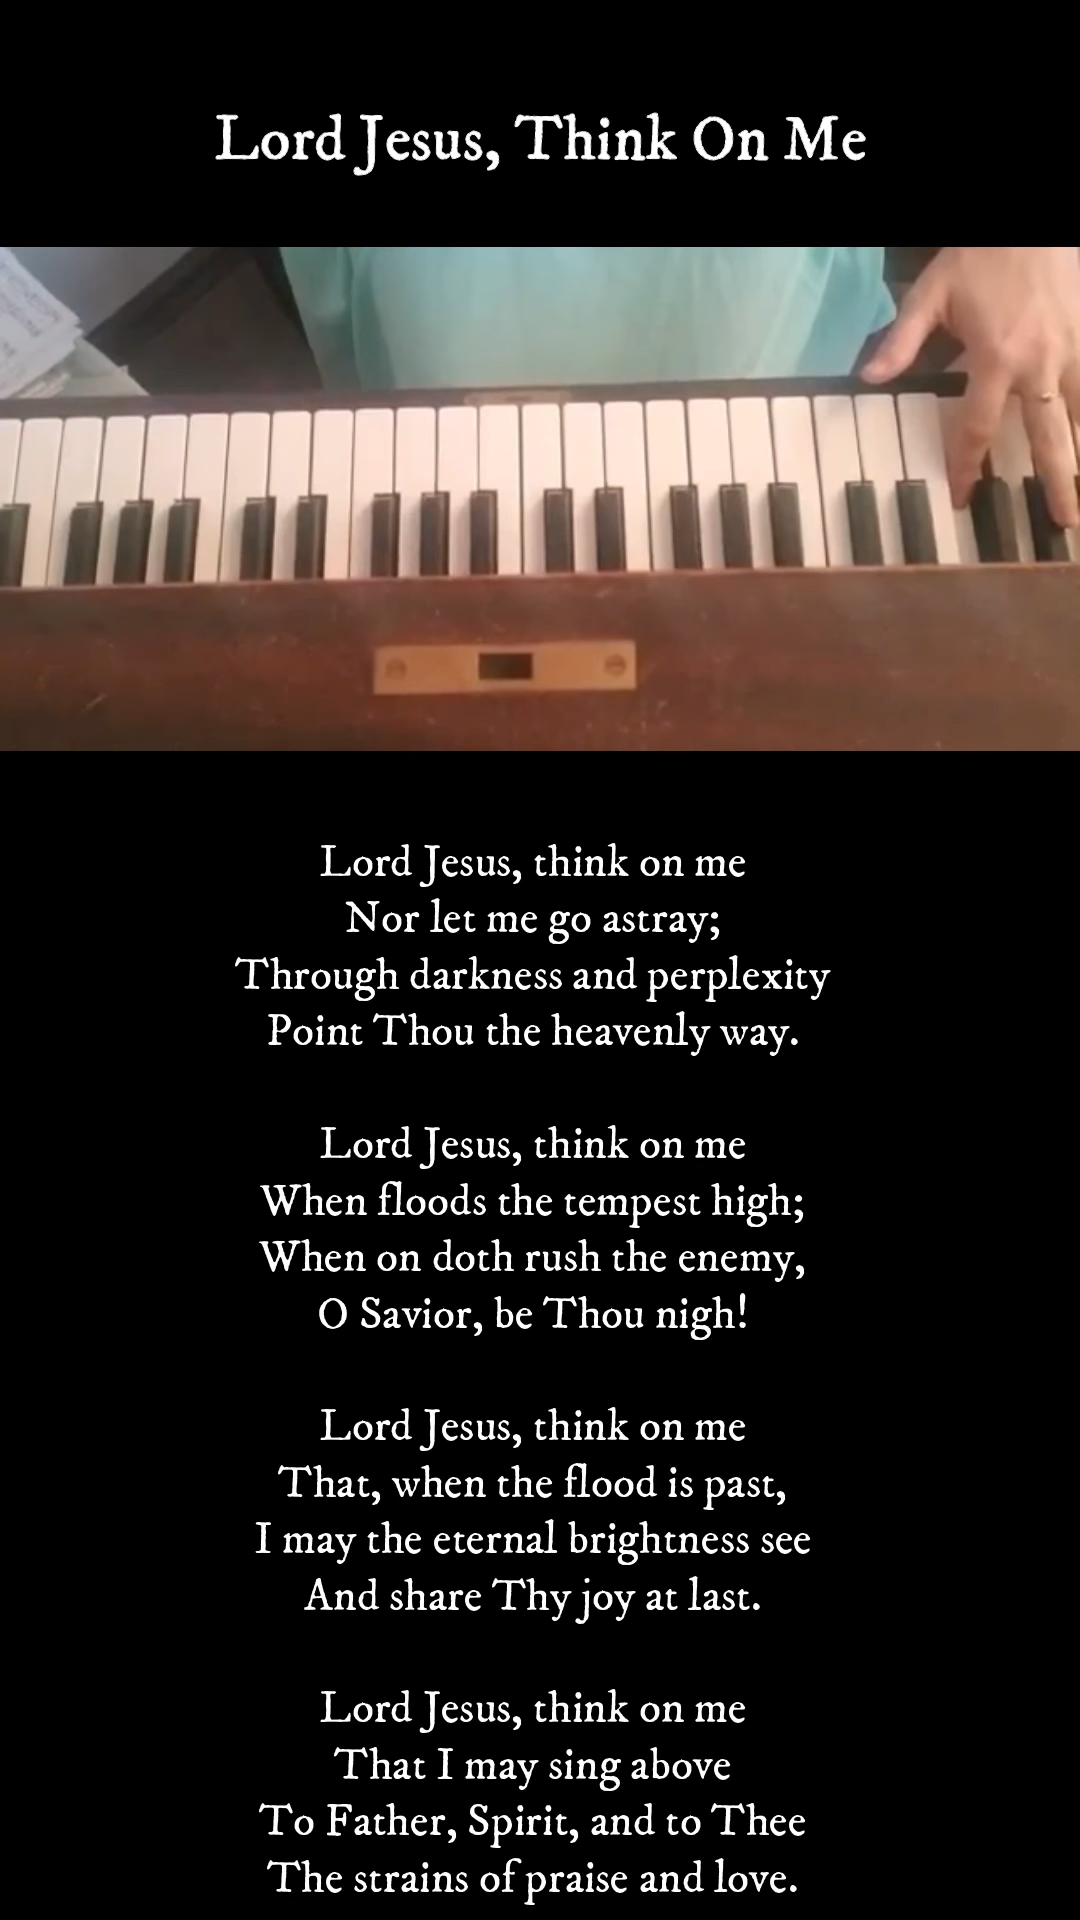 Lord Jesus, Think On Me
Lord Jesus, think on me
Nor let me go astray;
Through darkness and perplexity
Point Thou the heavenly way.
Lord Jesus, think on me
When floods the tempest high;
When on doth rush the enemy,
O Savior, be Thou nigh!
Lord Jesus, think on me
That, when the flood is past,
I may the eternal brightness see
And share Thy joy at last.
Lord Jesus, think on me
That I may sing above
To Father, Spirit, and to Thee
The strains of praise and love.